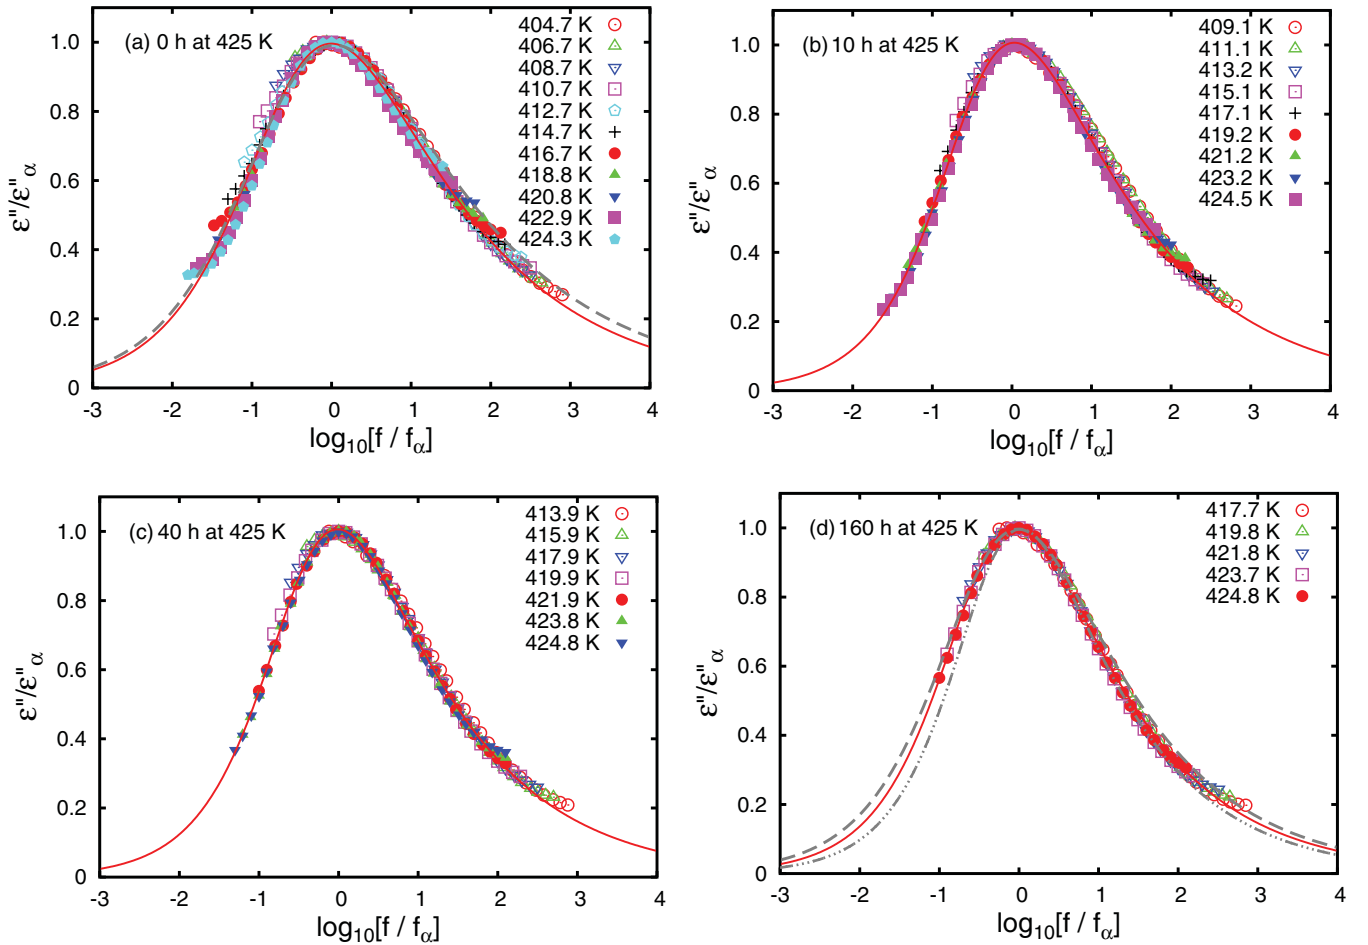 (a) 0 h at 425 K
404.7 K
406.7 K
408.7 K
410.7 K
412.7 K
414.7 K
416.7 K
418.8 K
420.8 K
422.9 K
424.3 K
1.0
0.8
0.6
0.4
0.2
0
ε''/ε''α
-3 -2 -1 0 1 2 3 4
log10[f / fα]
(b) 10 h at 425 K
409.1 K
411.1 K
413.2 K
415.1 K
417.1 K
419.2 K
421.2 K
423.2 K
424.5 K
1.0
0.8
0.6
0.4
0.2
0
ε''/ε''α
-3 -2 -1 0 1 2 3 4
log10[f / fα]
(c) 40 h at 425 K
413.9 K
415.9 K
417.9 K
419.9 K
421.9 K
423.8 K
424.8 K
1.0
0.8
0.6
0.4
0.2
0
ε''/ε''α
-3 -2 -1 0 1 2 3 4
log10[f / fα]
(d) 160 h at 425 K
417.7 K
419.8 K
421.8 K
423.7 K
424.8 K
1.0
0.8
0.6
0.4
0.2
0
ε''/ε''α
-3 -2 -1 0 1 2 3 4
log10[f / fα]